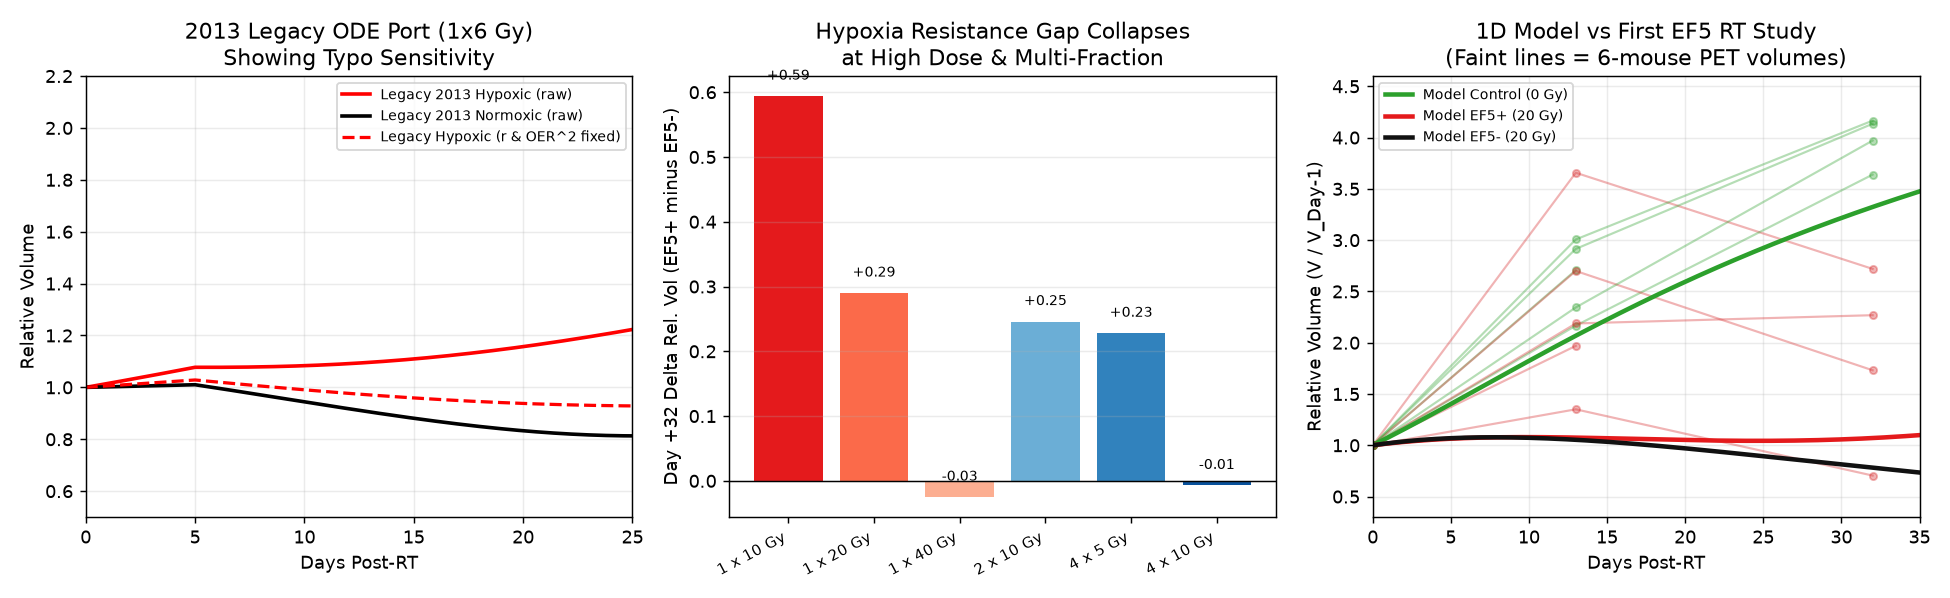 2013 Legacy ODE Port (1x6 Gy)
Showing Typo Sensitivity
Relative Volume
2.2
2.0
1.8
1.6
1.4
1.2
1.0
0.8
0.6
Legacy 2013 Hypoxic (raw)
Legacy 2013 Normoxic (raw)
Legacy Hypoxic (r & OER^2 fixed)
0
5
10
15
20
25
Days Post-RT
Hypoxia Resistance Gap Collapses
at High Dose & Multi-Fraction
Day +32 Delta Rel. Vol (EF5+ minus EF5-)
0.6
0.5
0.4
0.3
0.2
0.1
0.0
+0.59
+0.29
-0.03
+0.25
+0.23
-0.01
1 x 10 Gy
1 x 20 Gy
1 x 40 Gy
2 x 10 Gy
4 x 5 Gy
4 x 10 Gy
1D Model vs First EF5 RT Study
(Faint lines = 6-mouse PET volumes)
Relative Volume (V / V_Day-1)
4.5
4.0
3.5
3.0
2.5
2.0
1.5
1.0
0.5
Model Control (0 Gy)
Model EF5+ (20 Gy)
Model EF5- (20 Gy)
0
5
10
15
20
25
30
35
Days Post-RT